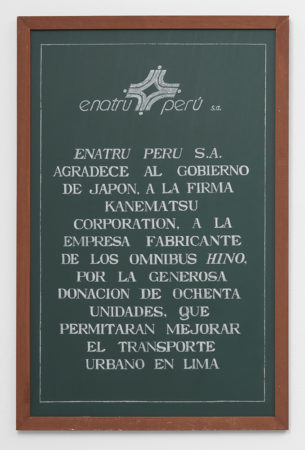 enatru perú s.a.
ENATRU PERU S.A.
AGRADECE AL GOBIERNO
DE JAPON, A LA FIRMA
KANEMATSU
CORPORATION, A LA
EMPRESA FABRICANTE
DE LOS OMNIBUS HINO,
POR LA GENEROSA
DONACION DE OCHENTA
UNIDADES, QUE
PERMITARAN MEJORAR
EL TRANSPORTE
URBANO EN LIMA